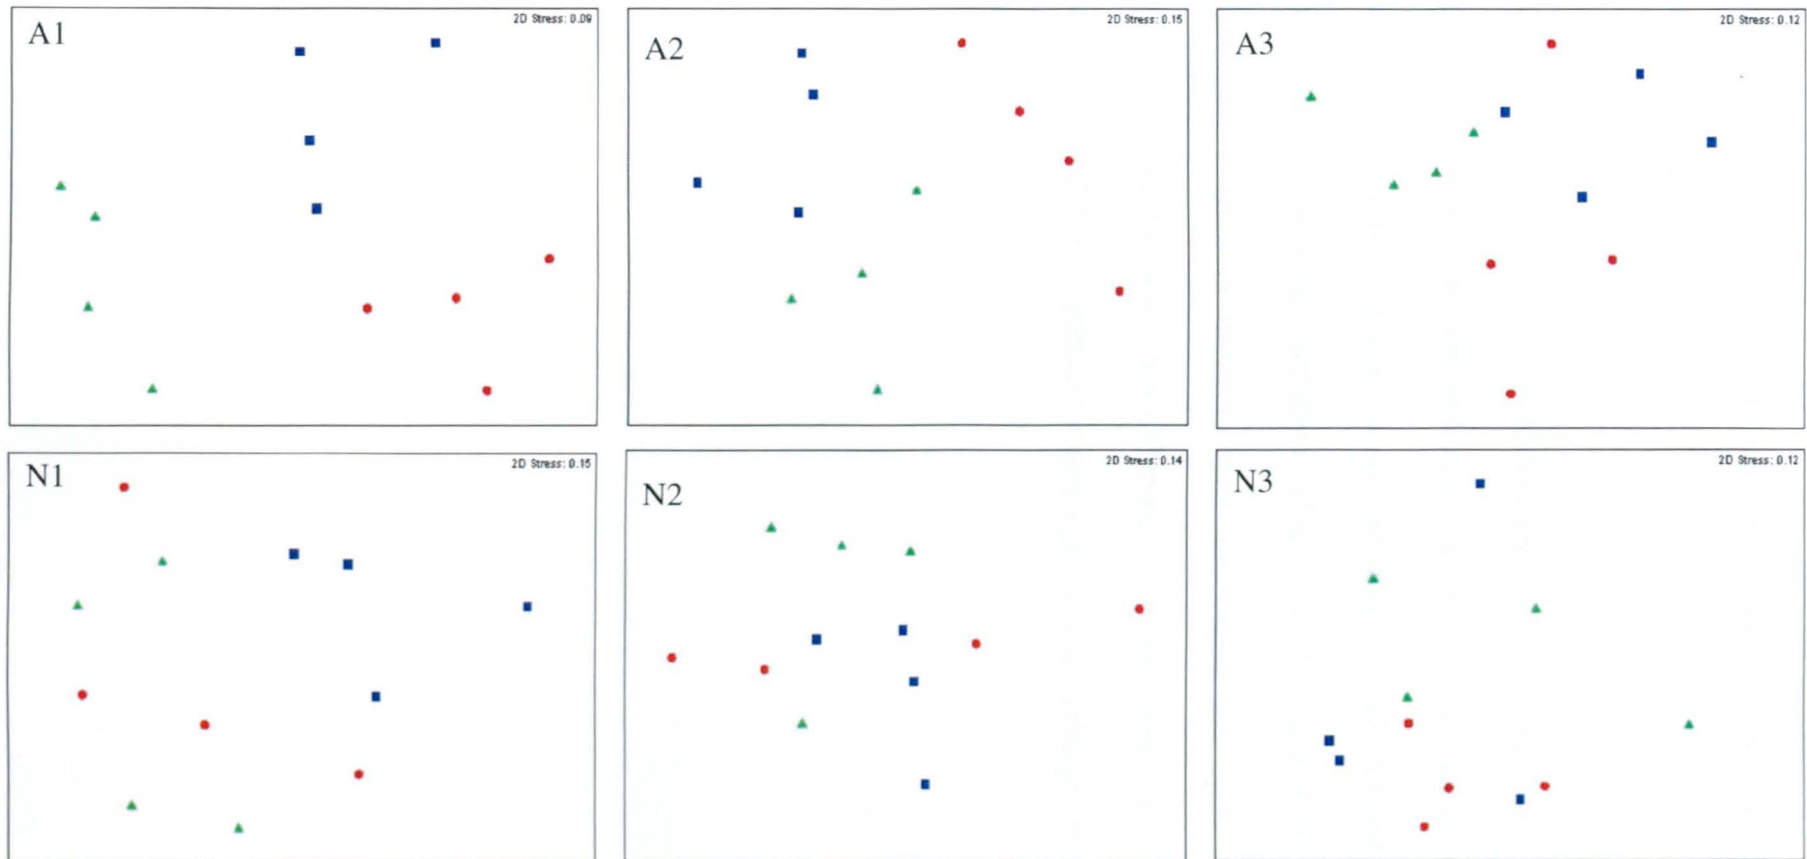 2D Stress: 0.09
A1
2D Stress: 0.15
A2
2D Stress: 0.12
A3
2D Stress: 0.15
N1
2D Stress: 0.14
N2
2D Stress: 0.12
N3